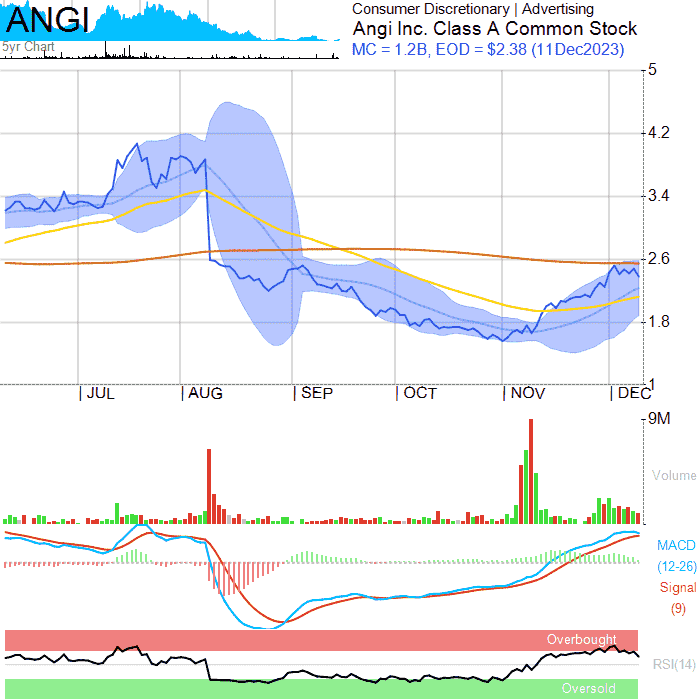 ANGI
5yr Chart
Consumer Discretionary | Advertising
Angi Inc. Class A Common Stock
MC = 1.2B, EOD = $2.38 (11Dec2023)
5
4.2
3.4
2.6
1.8
1
JUL AUG SEP OCT NOV DEC
9M
Volume
MACD
(12-26)
Signal
(9)
Overbought
RSI(14)
Oversold